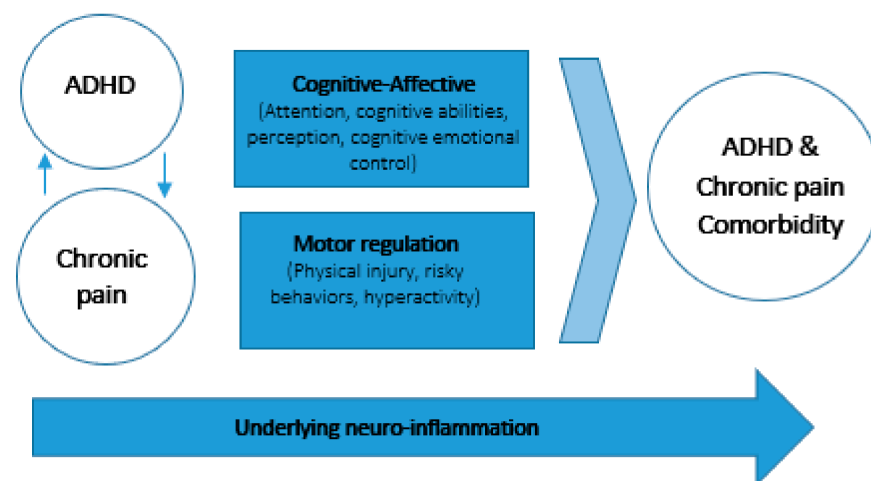 ADHD
Chronic
pain
Cognitive-Affective
(Attention, cognitive abilities,
perception, cognitive emotional
control)
Motor regulation
(Physical injury, risky
behaviors, hyperactivity)
ADHD &
Chronic pain
Comorbidity
Underlying neuro-inflammation